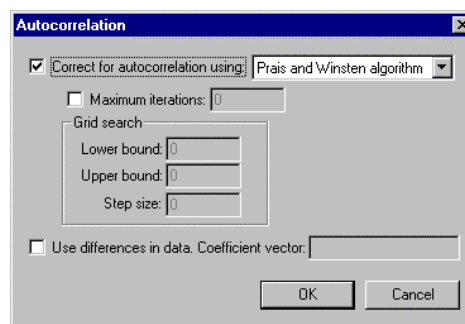 Autocorrelation
Correct for autocorrelation using: Prais and Winsten algorithm
Maximum iterations: 0
Grid search
Lower bound: 0
Upper bound: 0
Step size: 0
Use differences in data. Coefficient vector:
OK Cancel